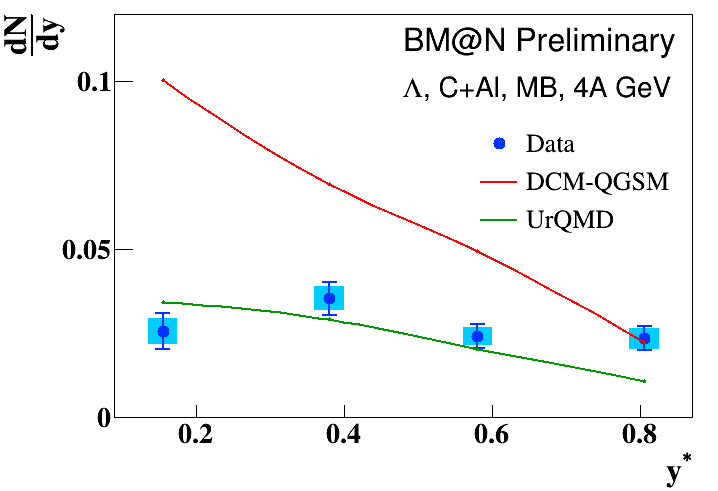 dN
dy
BM@N Preliminary
Λ, C+Al, MB, 4A GeV
Data
DCM-QGSM
UrQMD
0.1
0.05
0
0.2 0.4 0.6 0.8
y*